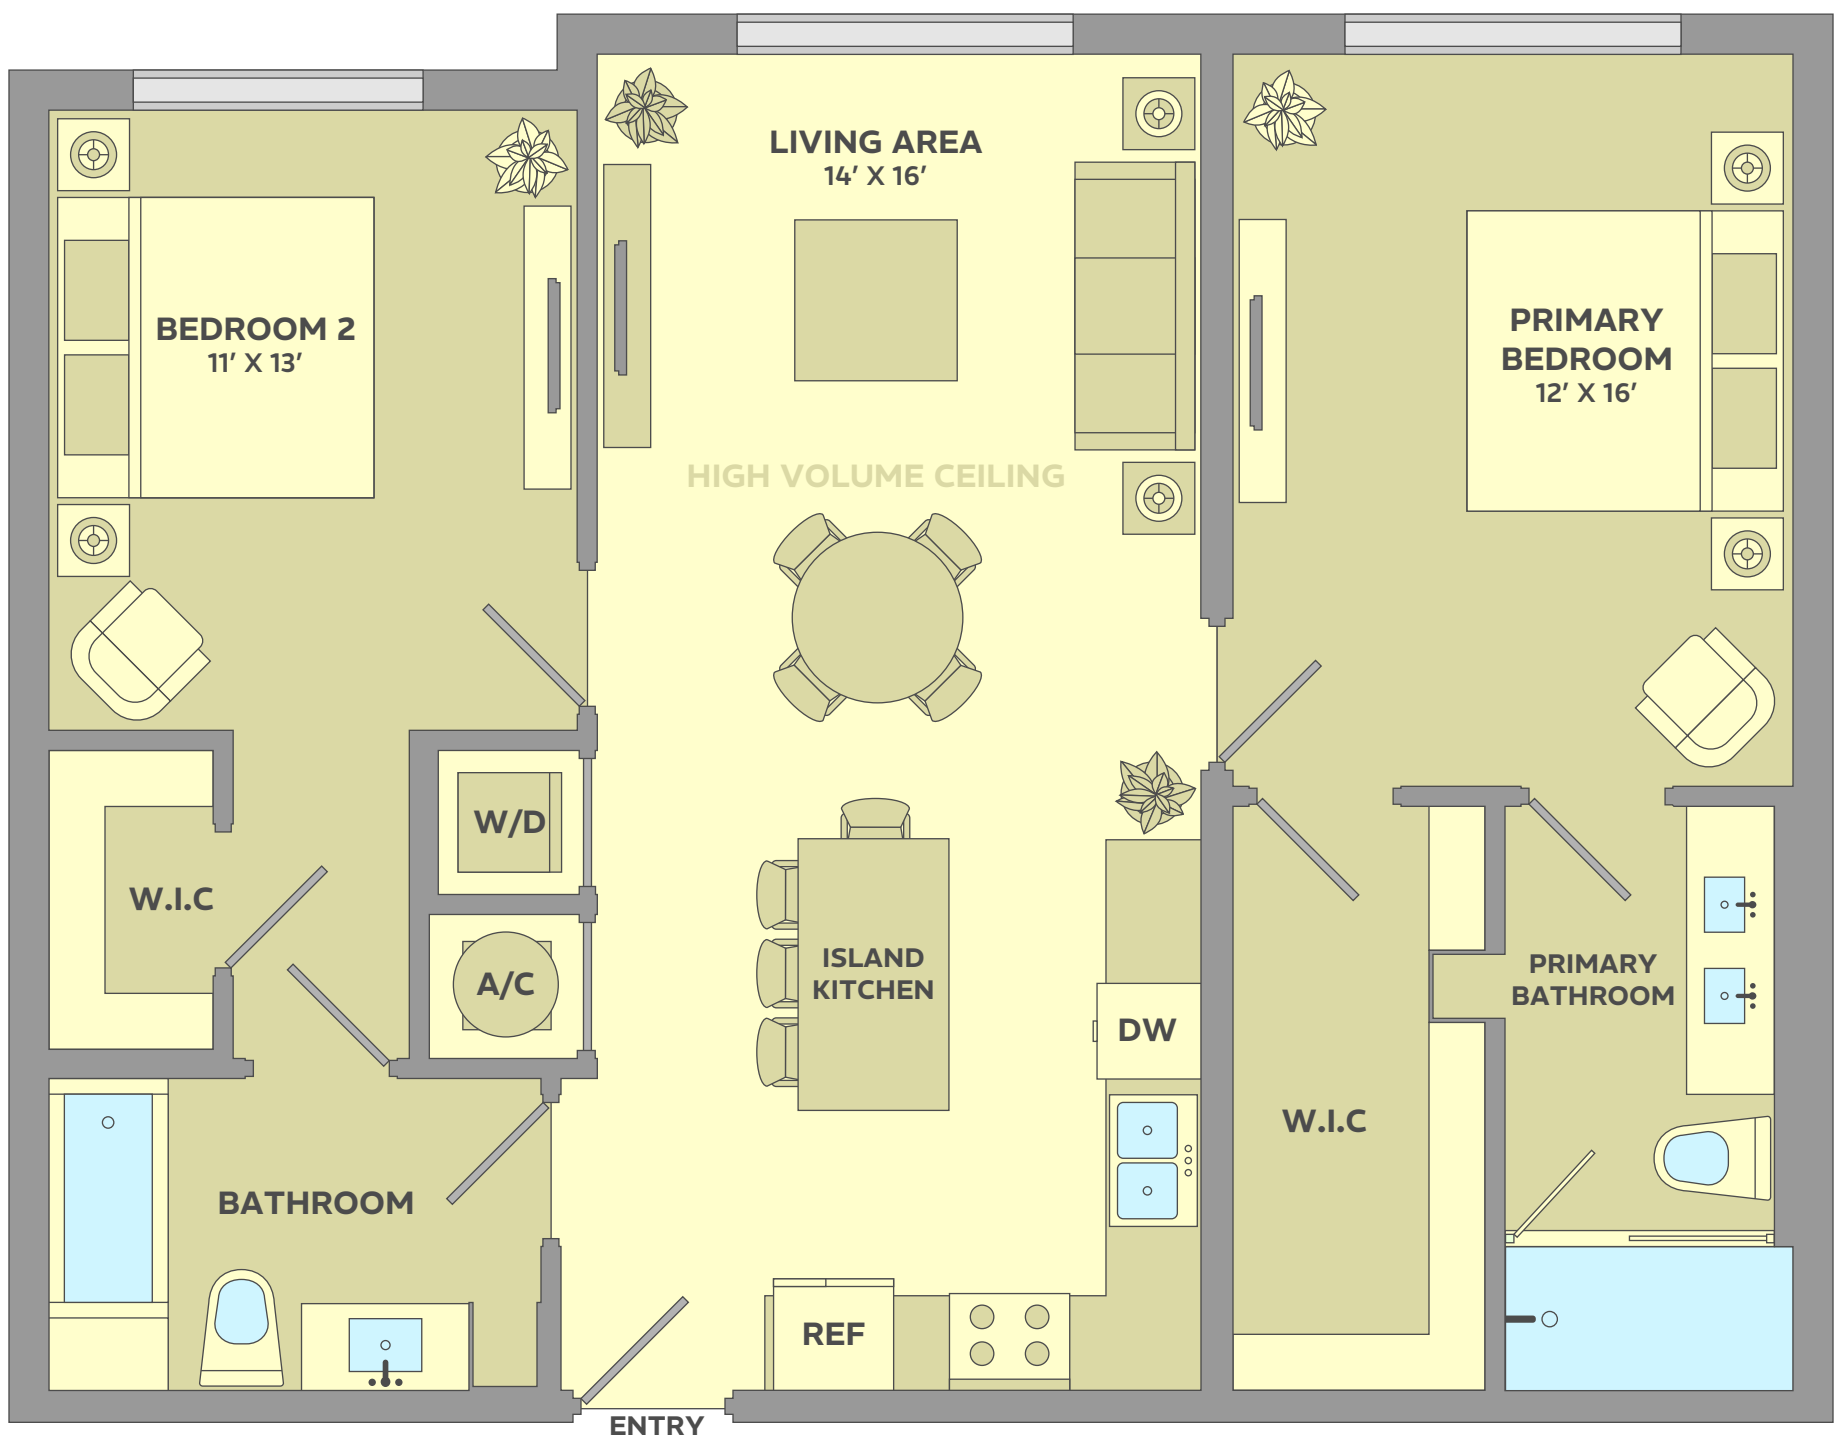 LIVING AREA
14’ X 16’
BEDROOM 2
11’ X 13’
PRIMARY
BEDROOM
12’ X 16’
HIGH VOLUME CEILING
W/D
W.I.C
A/C
ISLAND
KITCHEN
DW
PRIMARY
BATHROOM
W.I.C
BATHROOM
REF
ENTRY